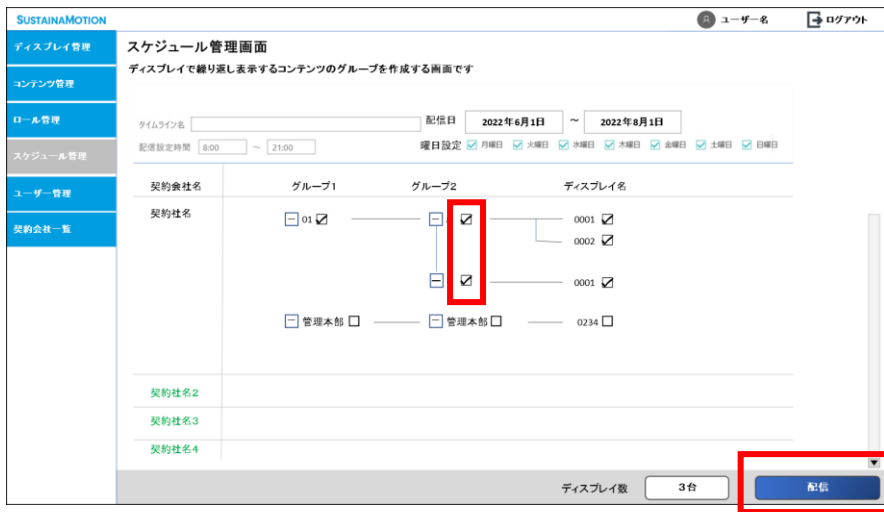 SUSTAINAMOTION
ユーザー名
ログアウト
ディスプレイ管理
コンテンツ管理
ロール管理
スケジュール管理
ユーザー管理
契約会社一覧
スケジュール管理画面
ディスプレイで繰り返し表示するコンテンツのグループを作成する画面です
タイムライン名 配信日 2022年6月1日 ~ 2022年8月1日
配信設定時間 8:00 ~ 21:00 曜日設定 月曜日 火曜日 水曜日 木曜日 金曜日 土曜日 日曜日
契約会社名 グループ1 グループ2 ディスプレイ名
契約社名 01 0001
0002
0001
管理本部 管理本部 0234
契約社名2
契約社名3
契約社名4
ディスプレイ数 3台 配信